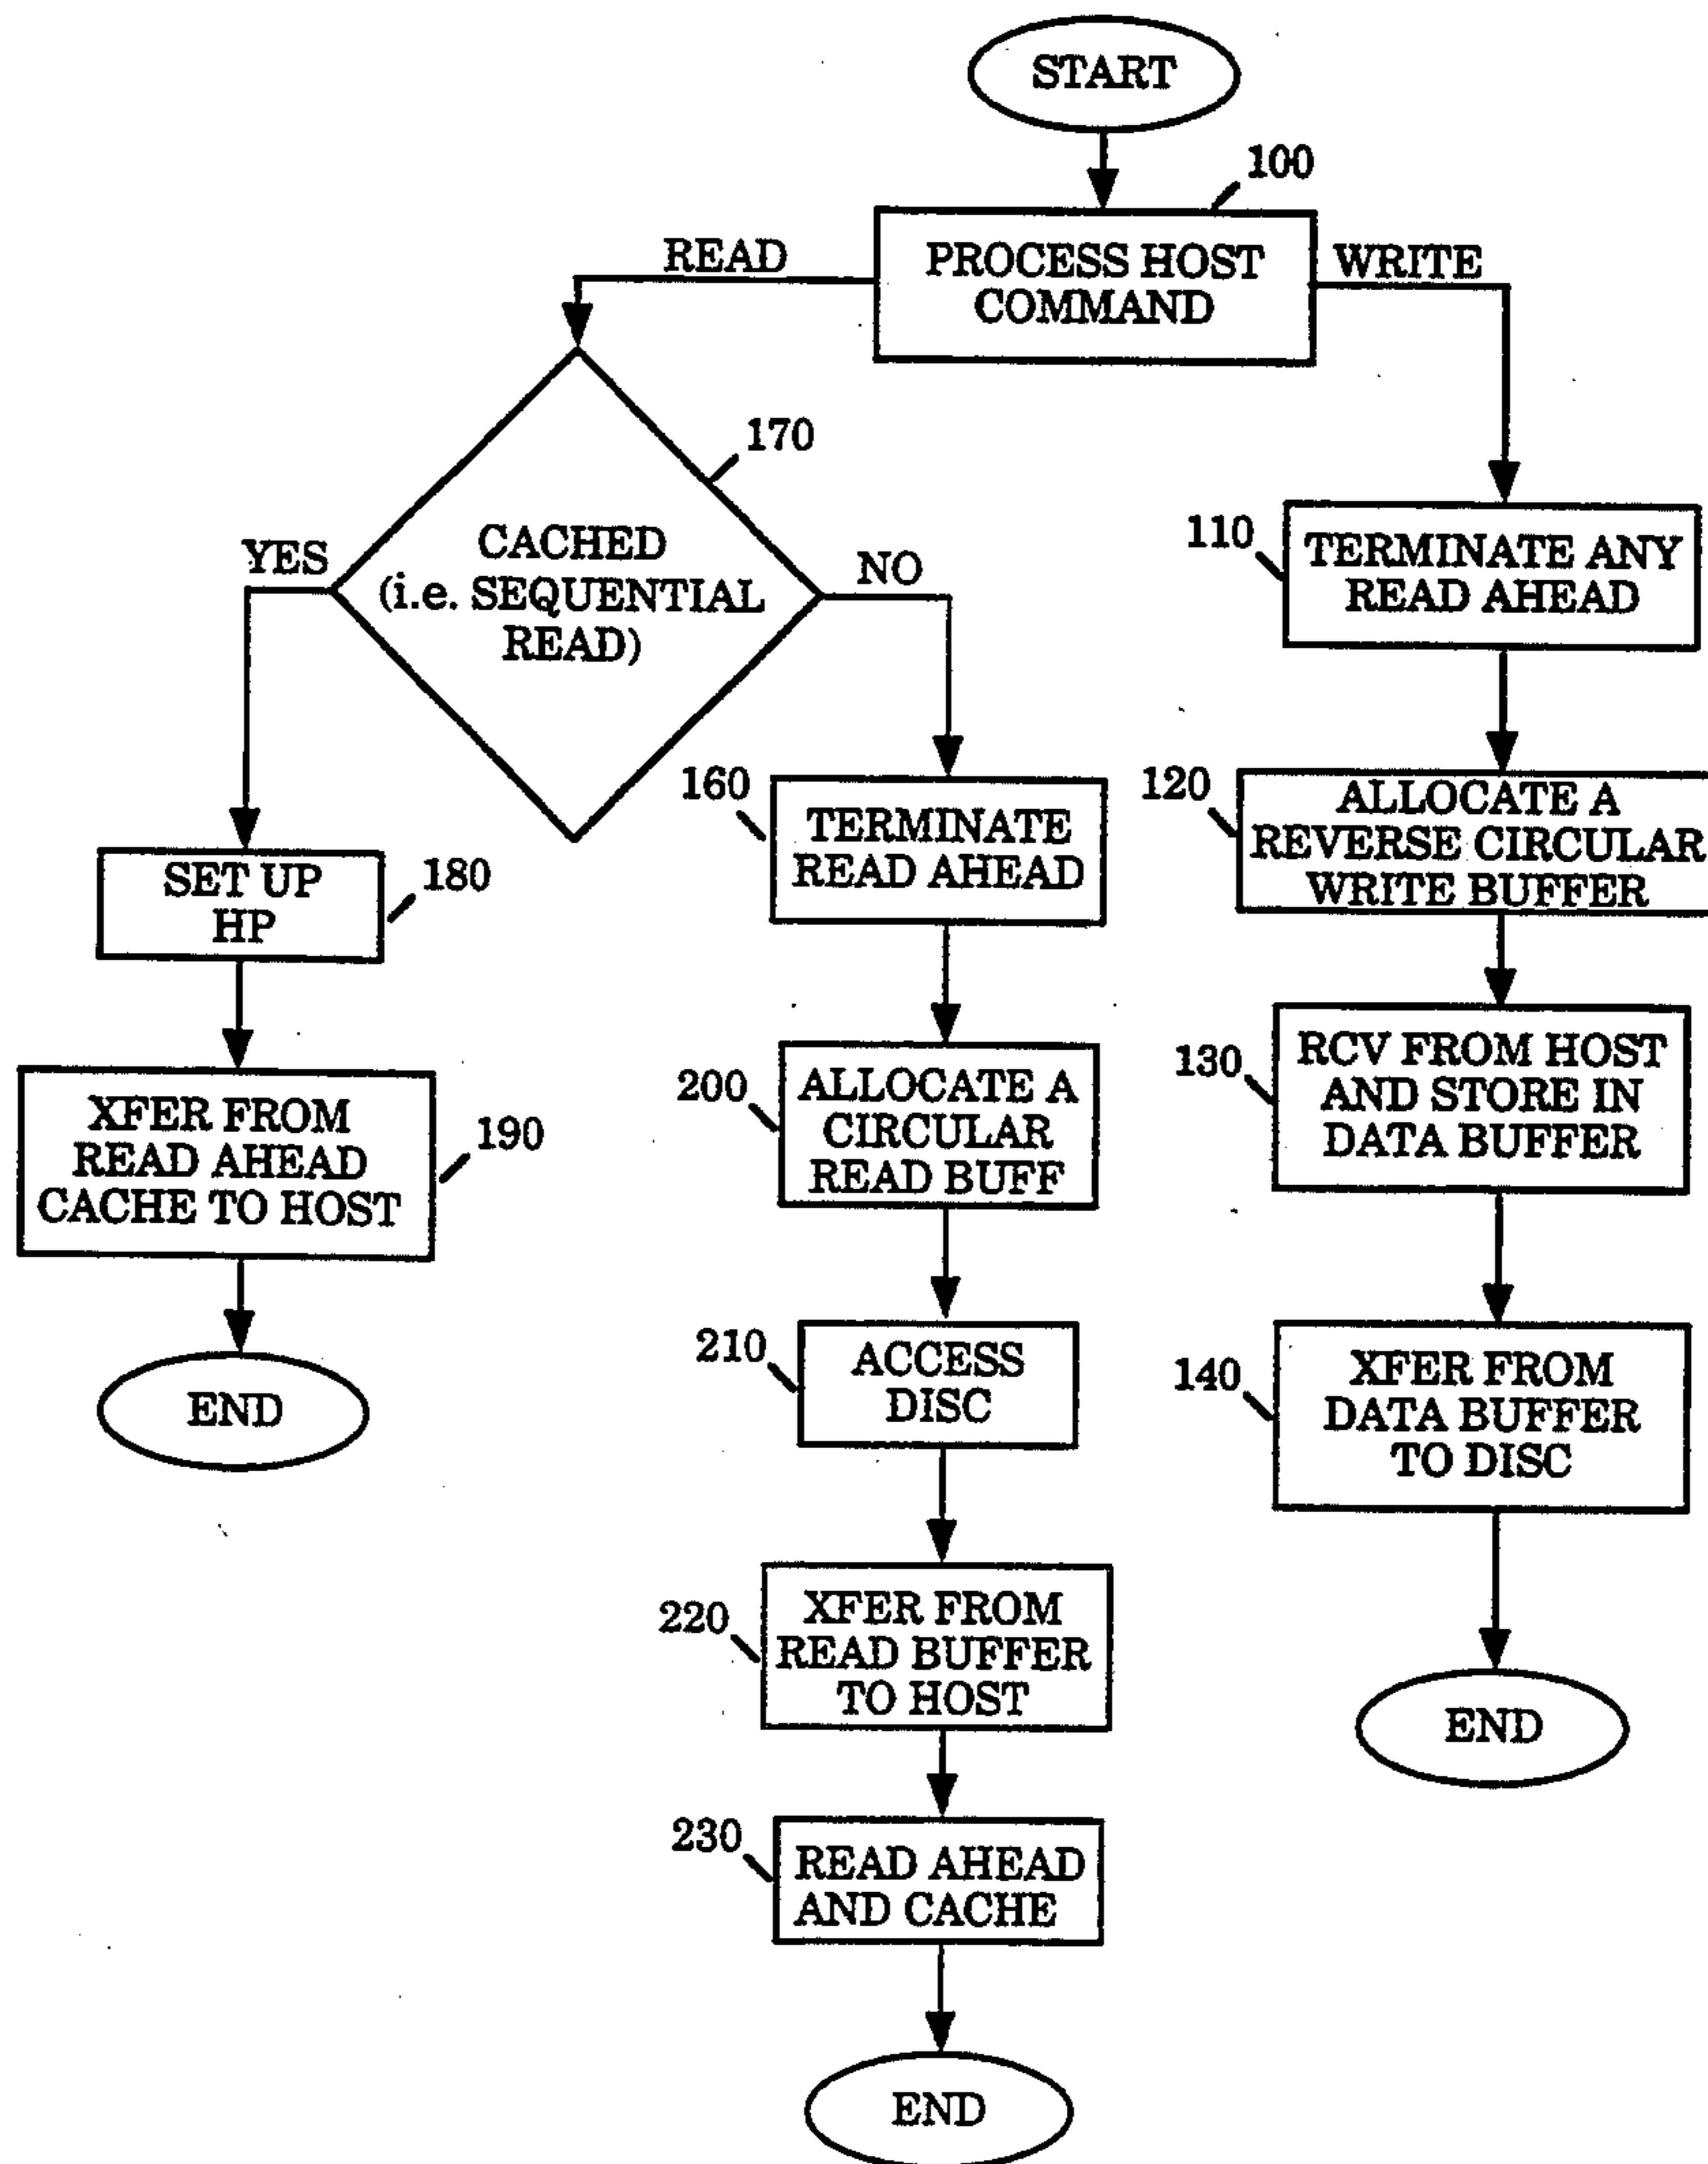 START
100
PROCESS HOST
COMMAND
READ
WRITE
170
CACHED
(i.e. SEQUENTIAL
READ)
YES
NO
180
SET UP
HP
190
XFER FROM
READ AHEAD
CACHE TO HOST
END
160
TERMINATE
READ AHEAD
200
ALLOCATE A
CIRCULAR
READ BUFF
210
ACCESS
DISC
220
XFER FROM
READ BUFFER
TO HOST
230
READ AHEAD
AND CACHE
END
110
TERMINATE ANY
READ AHEAD
120
ALLOCATE A
REVERSE CIRCULAR
WRITE BUFFER
130
RCV FROM HOST
AND STORE IN
DATA BUFFER
140
XFER FROM
DATA BUFFER
TO DISC
END